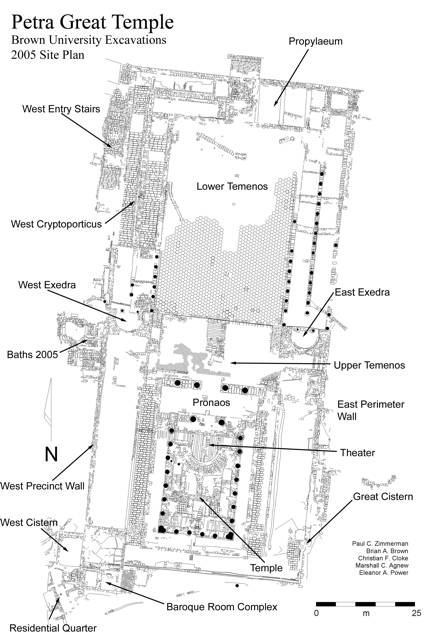 Petra Great Temple
Brown University Excavations
2005 Site Plan
Propylaeum
West Entry Stairs
Lower Temenos
West Cryptoporticus
West Exedra
East Exedra
Baths 2005
Upper Temenos
Pronaos
East Perimeter
Wall
N
Theater
West Precinct Wall
Great Cistern
West Cistern
Paul C. Zimmerman
Brian A. Brown
Christian F. Cloke
Marshall C. Agnew
Eleanor A. Power
Temple
Baroque Room Complex
0 m 25
Residential Quarter